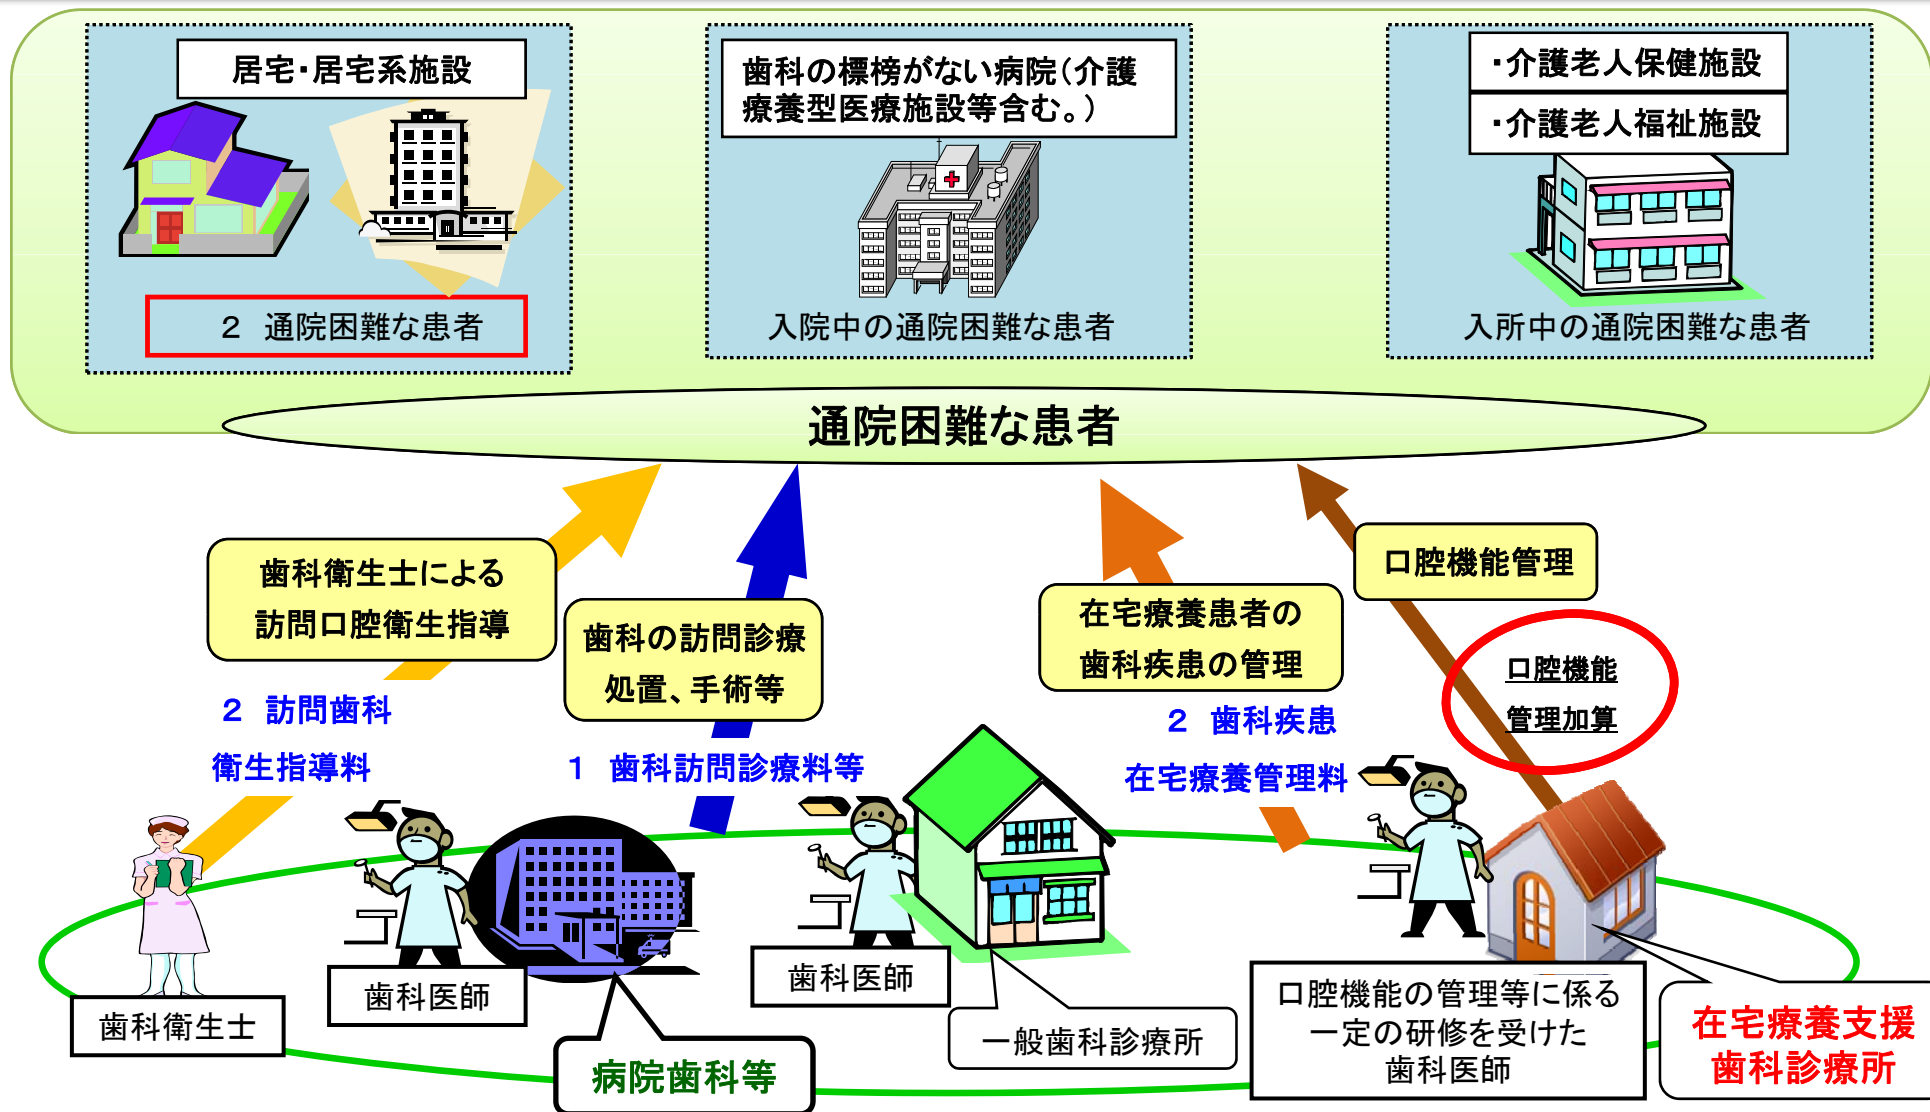 居宅・居宅系施設
2 通院困難な患者
歯科の標榜がない病院(介護
療養型医療施設等含む。)
入院中の通院困難な患者
・介護老人保健施設
・介護老人福祉施設
入所中の通院困難な患者
通院困難な患者
歯科衛生士による
訪問口腔衛生指導
2 訪問歯科
衛生指導料
歯科の訪問診療
処置、手術等
1 歯科訪問診療料等
在宅療養患者の
歯科疾患の管理
2 歯科疾患
在宅療養管理料
口腔機能管理
口腔機能
管理加算
歯科衛生士
歯科医師
病院歯科等
歯科医師
一般歯科診療所
口腔機能の管理等に係る
一定の研修を受けた
歯科医師
在宅療養支援
歯科診療所